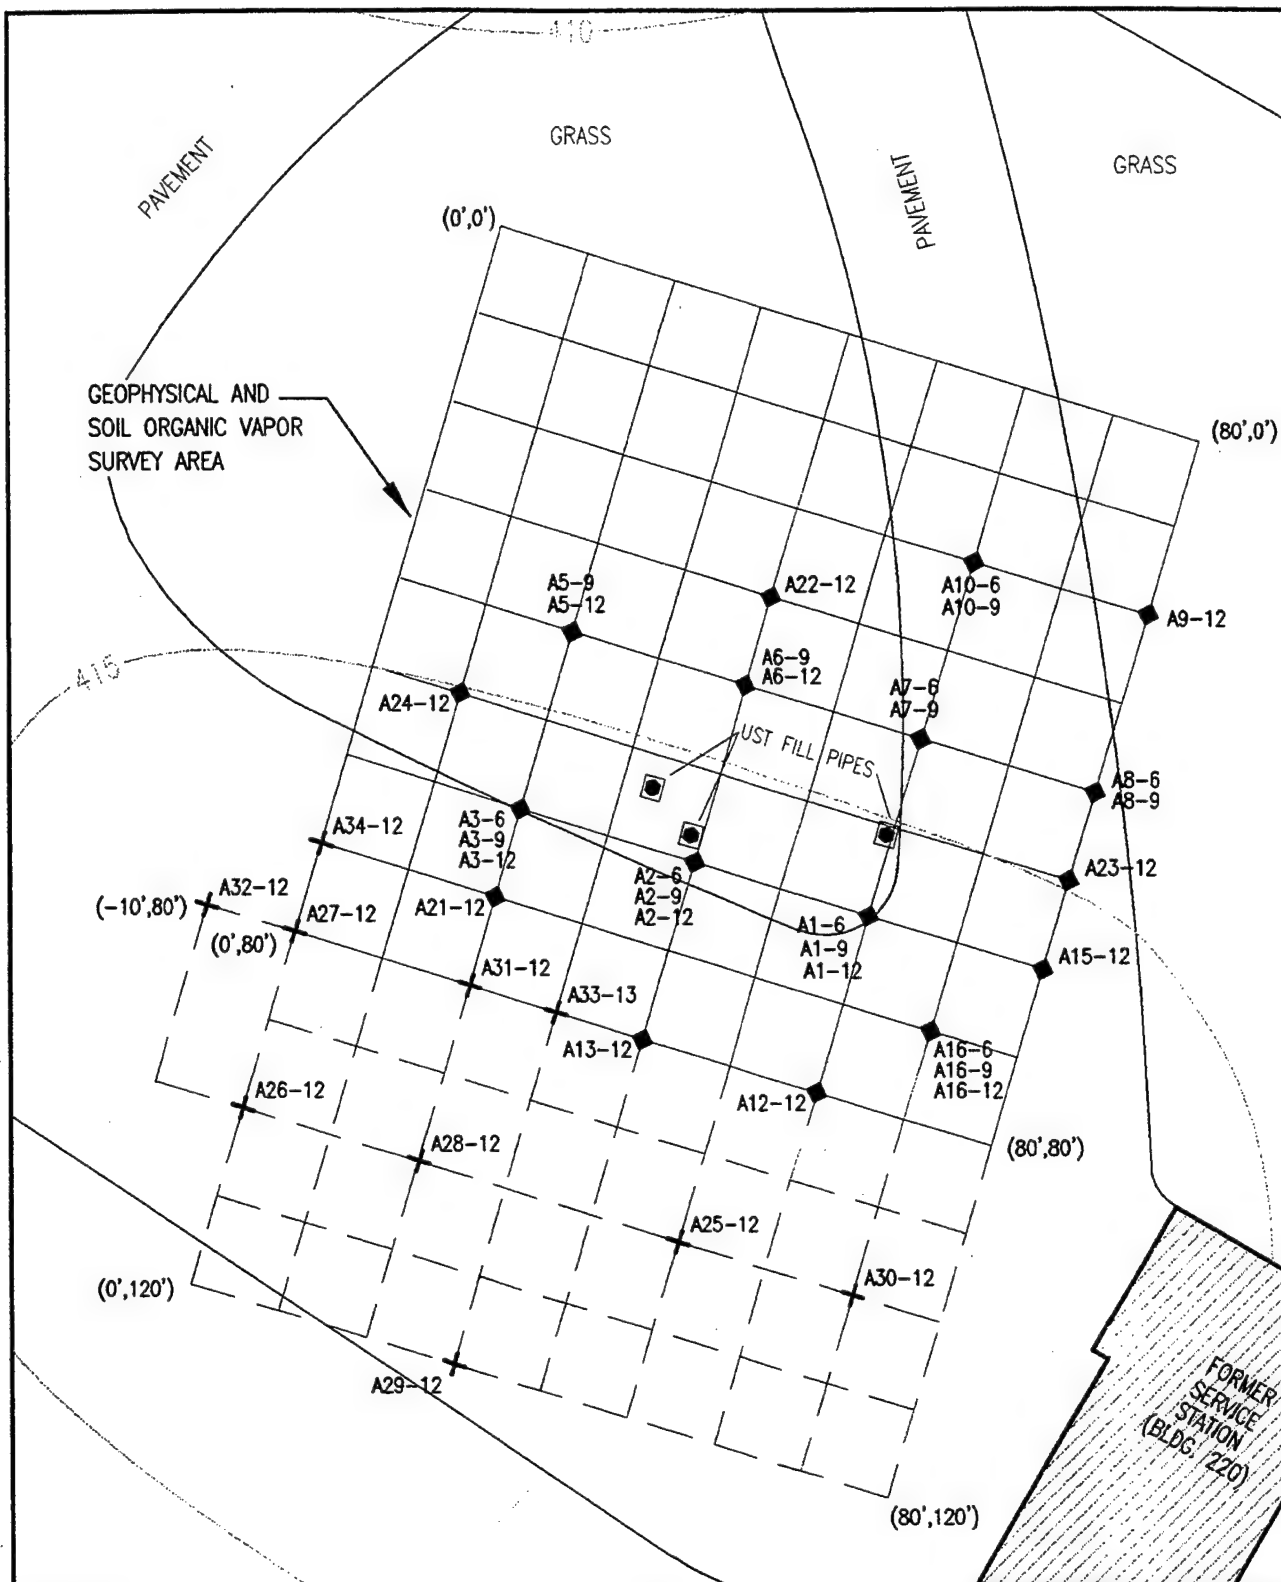 410
GRASS
PAVEMENT
PAVEMENT
GRASS
(0',0')
GEOPHYSICAL AND
SOIL ORGANIC VAPOR
SURVEY AREA
(80',0')
A5-9
A5-12
A22-12
A10-6
A10-9
A9-12
415
A24-12
A6-9
A6-12
A7-6
A7-9
UST FILL PIPES
A8-6
A8-9
A34-12
A3-6
A3-9
A3-12
A2-6
A2-9
A2-12
A23-12
(-10',80')
A32-12
A27-12
(0',80')
A21-12
A1-6
A1-9
A1-12
A15-12
A31-12
A33-13
A13-12
A16-6
A16-9
A16-12
A26-12
A12-12
A28-12
(80',80')
A25-12
A30-12
(0',120')
A29-12
FORMER
SERVICE
STATION
(BLDG. 220)
(80',120')